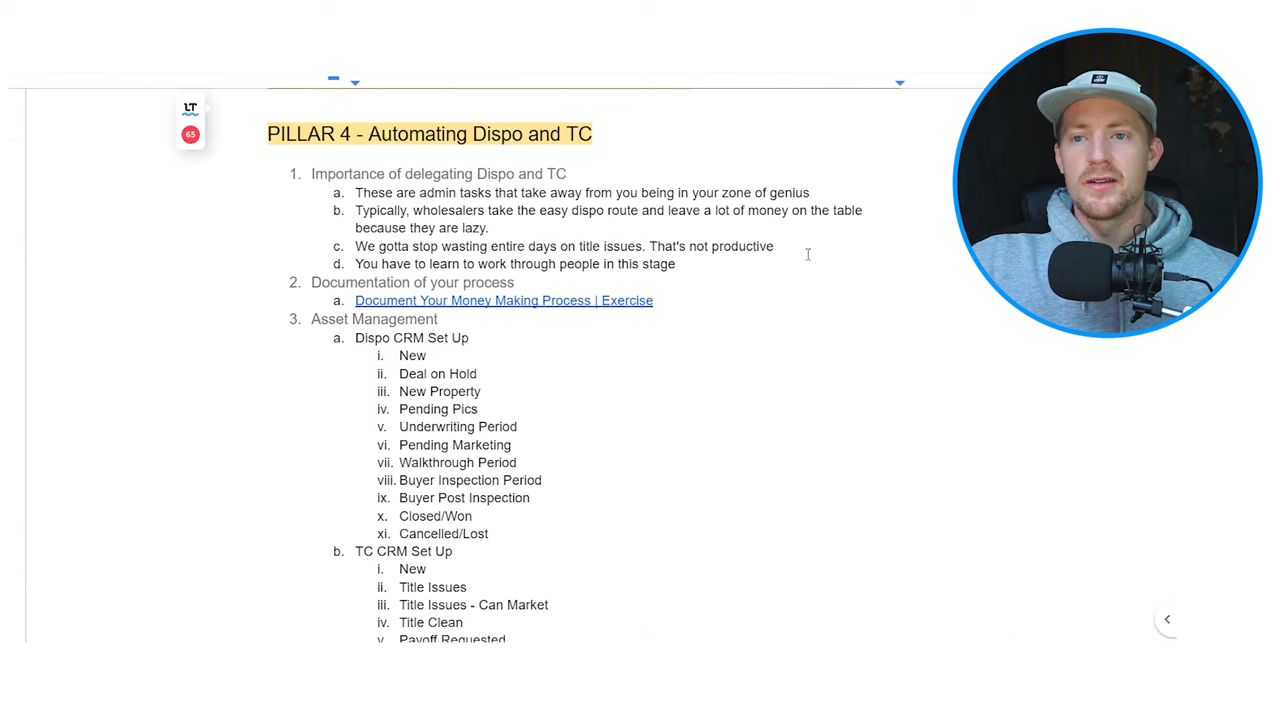 LT
65
PILLAR 4 - Automating Dispo and TC
1. Importance of delegating Dispo and TC
a. These are admin tasks that take away from you being in your zone of genius
b. Typically, wholesalers take the easy dispo route and leave a lot of money on the table
because they are lazy.
c. We gotta stop wasting entire days on title issues. That's not productive
d. You have to learn to work through people in this stage
2. Documentation of your process
a. Document Your Money Making Process | Exercise
3. Asset Management
a. Dispo CRM Set Up
i. New
ii. Deal on Hold
iii. New Property
iv. Pending Pics
v. Underwriting Period
vi. Pending Marketing
vii. Walkthrough Period
viii. Buyer Inspection Period
ix. Buyer Post Inspection
x. Closed/Won
xi. Cancelled/Lost
b. TC CRM Set Up
i. New
ii. Title Issues
iii. Title Issues - Can Market
iv. Title Clean
v. Payoff Requested